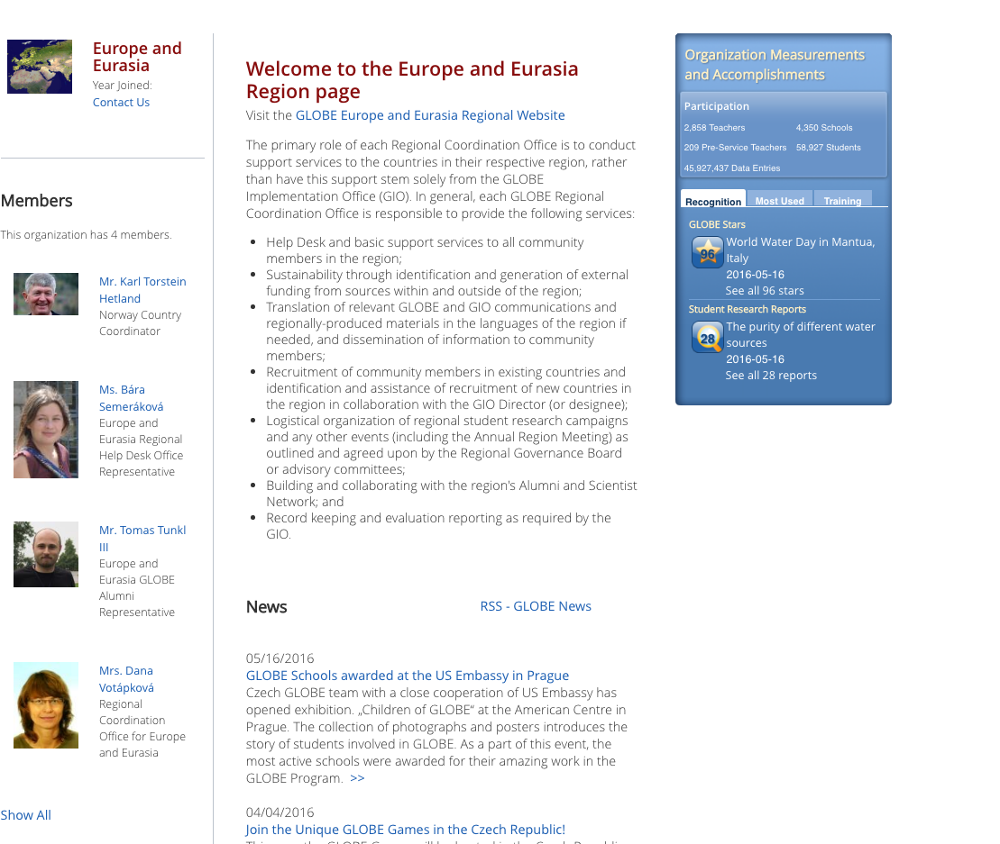 Europe and
Eurasia
Year Joined:
Contact Us
Members
This organization has 4 members.
Mr. Karl Torstein
Hetland
Norway Country
Coordinator
Ms. Bára
Semeráková
Europe and
Eurasia Regional
Help Desk Office
Representative
Mr. Tomas Tunkl
III
Europe and
Eurasia GLOBE
Alumni
Representative
Mrs. Dana
Votápková
Regional
Coordination
Office for Europe
and Eurasia
Show All
Welcome to the Europe and Eurasia
Region page
Visit the GLOBE Europe and Eurasia Regional Website
The primary role of each Regional Coordination Office is to conduct
support services to the countries in their respective region, rather
than have this support stem solely from the GLOBE
Implementation Office (GIO). In general, each GLOBE Regional
Coordination Office is responsible to provide the following services:
• Help Desk and basic support services to all community
members in the region;
• Sustainability through identification and generation of external
funding from sources within and outside of the region;
• Translation of relevant GLOBE and GIO communications and
regionally-produced materials in the languages of the region if
needed, and dissemination of information to community
members;
• Recruitment of community members in existing countries and
identification and assistance of recruitment of new countries in
the region in collaboration with the GIO Director (or designee);
• Logistical organization of regional student research campaigns
and any other events (including the Annual Region Meeting) as
outlined and agreed upon by the Regional Governance Board
or advisory committees;
• Building and collaborating with the region's Alumni and Scientist
Network; and
• Record keeping and evaluation reporting as required by the
GIO.
News
RSS - GLOBE News
05/16/2016
GLOBE Schools awarded at the US Embassy in Prague
Czech GLOBE team with a close cooperation of US Embassy has
opened exhibition. „Children of GLOBE“ at the American Centre in
Prague. The collection of photographs and posters introduces the
story of students involved in GLOBE. As a part of this event, the
most active schools were awarded for their amazing work in the
GLOBE Program. >>
04/04/2016
Join the Unique GLOBE Games in the Czech Republic!
Organization Measurements
and Accomplishments
Participation
2,858 Teachers 4,350 Schools
209 Pre-Service Teachers 58,927 Students
45,927,437 Data Entries
Recognition Most Used Training
GLOBE Stars
96
World Water Day in Mantua,
Italy
2016-05-16
See all 96 stars
Student Research Reports
28
The purity of different water
sources
2016-05-16
See all 28 reports